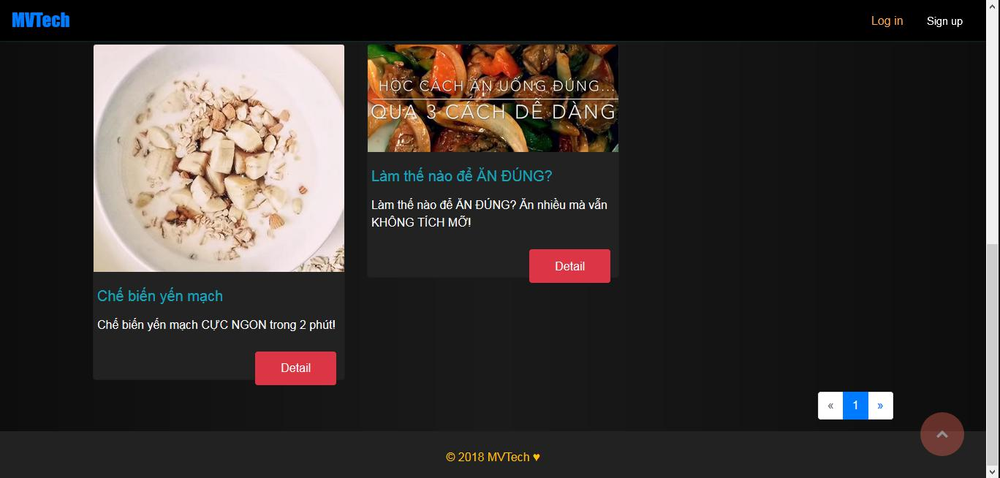 MVTech
Log in
Sign up
HỌC CÁCH ĂN UỐNG ĐÚNG...
QUA 3 CÁCH DỄ DÀNG
Làm thế nào để ĂN ĐÚNG?
Làm thế nào để ĂN ĐÚNG? Ăn nhiều mà vẫn
KHÔNG TÍCH MỠ!
Detail
Chế biến yến mạch
Chế biến yến mạch CỰC NGON trong 2 phút!
Detail
« 1 »
© 2018 MVTech ♥